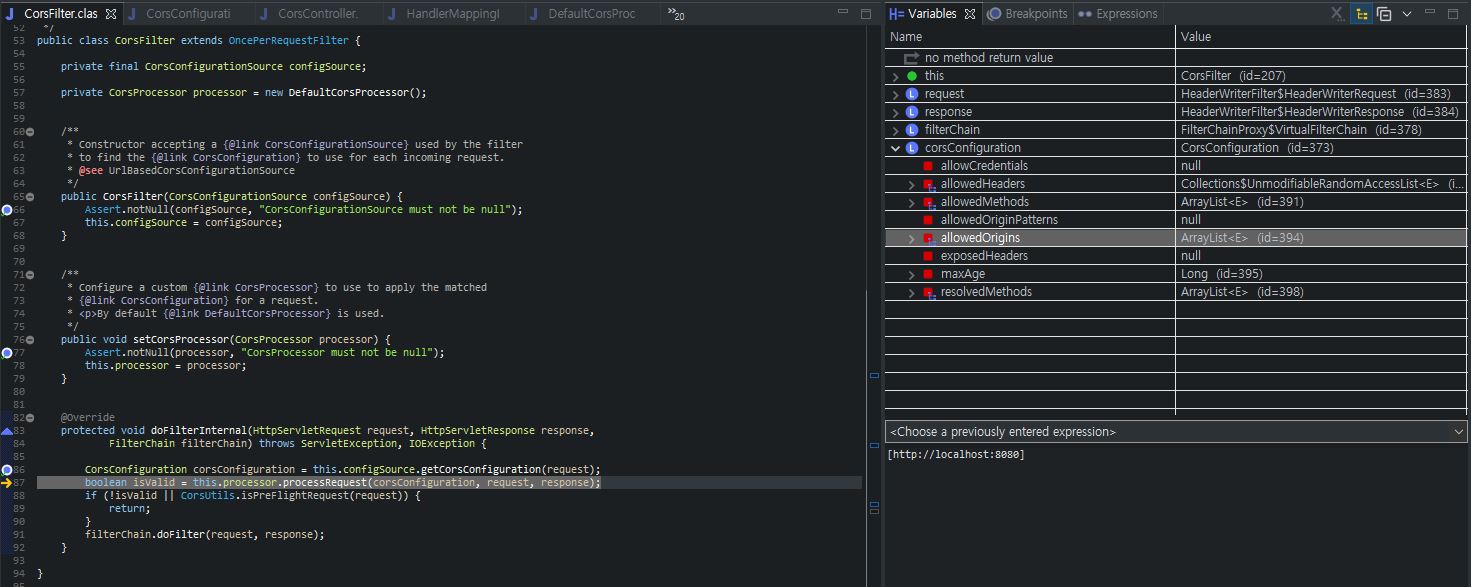 CorsFilter.clas
CorsConfigurati
CorsController.
HandlerMappingI
DefaultCorsProc
»20
52 */
53 public class CorsFilter extends OncePerRequestFilter {
54
55 private final CorsConfigurationSource configSource;
56
57 private CorsProcessor processor = new DefaultCorsProcessor();
58
59
60 /**
61 * Constructor accepting a {@link CorsConfigurationSource} used by the filter
62 * to find the {@link CorsConfiguration} to use for each incoming request.
63 * @see UrlBasedCorsConfigurationSource
64 */
65 public CorsFilter(CorsConfigurationSource configSource) {
66 Assert.notNull(configSource, "CorsConfigurationSource must not be null");
67 this.configSource = configSource;
68 }
69
70
71 /**
72 * Configure a custom {@link CorsProcessor} to use to apply the matched
73 * {@link CorsConfiguration} for a request.
74 * <p>By default {@link DefaultCorsProcessor} is used.
75 */
76 public void setCorsProcessor(CorsProcessor processor) {
77 Assert.notNull(processor, "CorsProcessor must not be null");
78 this.processor = processor;
79 }
80
81
82 @Override
83 protected void doFilterInternal(HttpServletRequest request, HttpServletResponse response,
84 FilterChain filterChain) throws ServletException, IOException {
85
86 CorsConfiguration corsConfiguration = this.configSource.getCorsConfiguration(request);
87 boolean isValid = this.processor.processRequest(corsConfiguration, request, response);
88 if (!isValid || CorsUtils.isPreFlightRequest(request)) {
89 return;
90 }
91 filterChain.doFilter(request, response);
92 }
93
94 }
Variables
Breakpoints
Expressions
Name Value
no method return value
this CorsFilter (id=207)
request HeaderWriterFilter$HeaderWriterRequest (id=383)
response HeaderWriterFilter$HeaderWriterResponse (id=384)
filterChain FilterChainProxy$VirtualFilterChain (id=378)
corsConfiguration CorsConfiguration (id=373)
allowCredentials null
allowedHeaders Collections$UnmodifiableRandomAccessList<E> (i...
allowedMethods ArrayList<E> (id=391)
allowedOriginPatterns null
allowedOrigins ArrayList<E> (id=394)
exposedHeaders null
maxAge Long (id=395)
resolvedMethods ArrayList<E> (id=398)
<Choose a previously entered expression>
[http://localhost:8080]